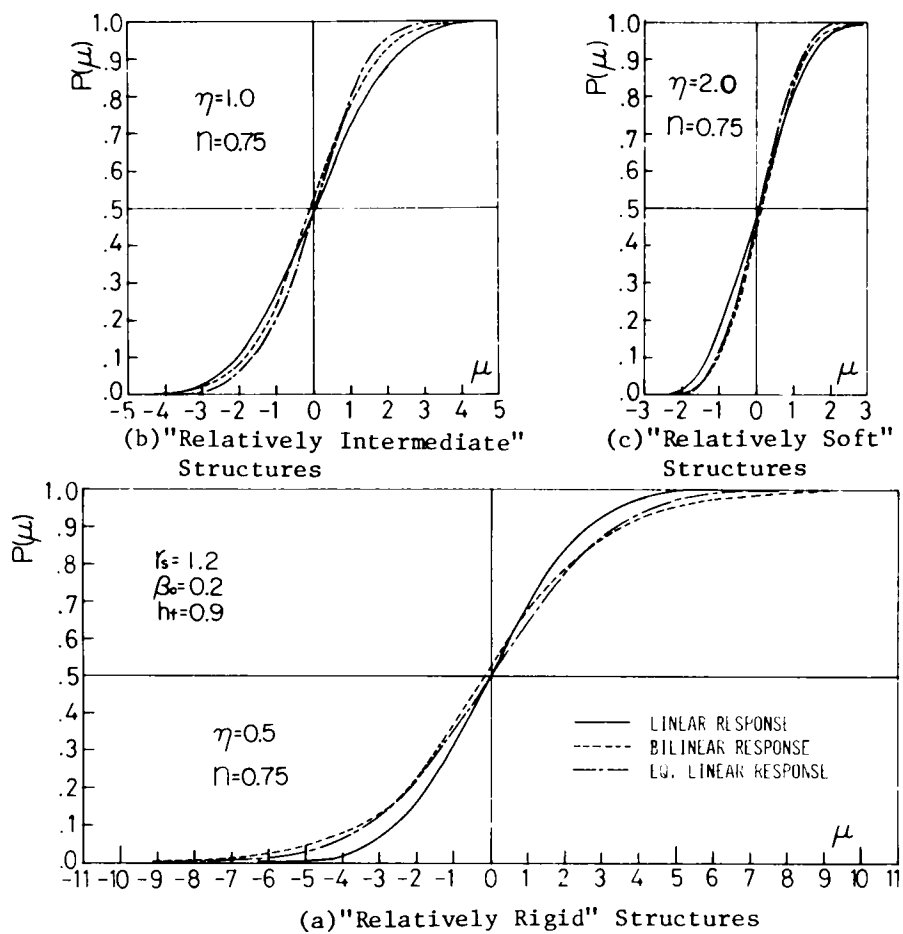 P(μ)
1.0
.9
.8
.7
.6
.5
.4
.3
.2
.1
.0
η=1.0
n=0.75
μ
-5 -4 -3 -2 -1 0 1 2 3 4 5
(b)"Relatively Intermediate"
Structures
P(μ)
1.0
.9
.8
.7
.6
.5
.4
.3
.2
.1
.0
η=2.0
n=0.75
μ
-3 -2 -1 0 1 2 3
(c)"Relatively Soft"
Structures
P(μ)
1.0
.9
.8
.7
.6
.5
.4
.3
.2
.1
.0
rs=1.2
β0=0.2
hf=0.9
η=0.5
n=0.75
LINEAR RESPONSE
BILINEAR RESPONSE
EQ. LINEAR RESPONSE
μ
-11 -10 -9 -8 -7 -6 -5 -4 -3 -2 -1 0 1 2 3 4 5 6 7 8 9 10 11
(a)"Relatively Rigid" Structures